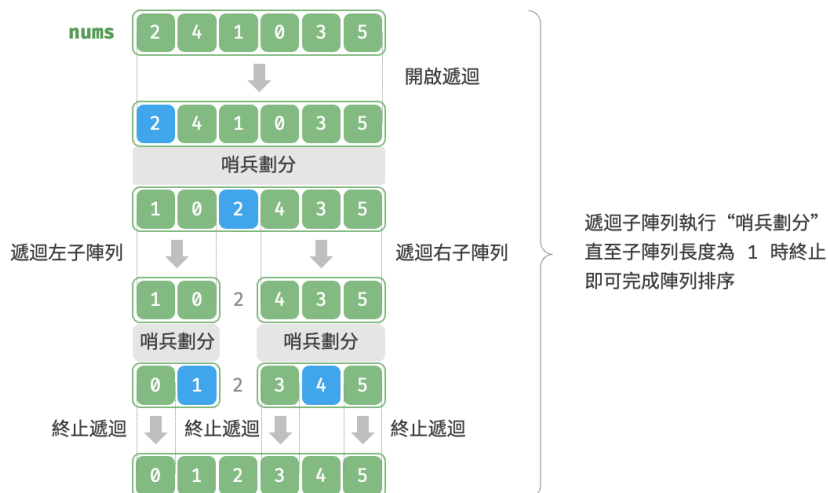 nums 2 4 1 0 3 5
開啟遞迴
2 4 1 0 3 5
哨兵劃分
1 0 2 4 3 5
遞迴左子陣列
遞迴右子陣列
1 0 2 4 3 5
哨兵劃分 哨兵劃分
0 1 2 3 4 5
終止遞迴 終止遞迴 終止遞迴
0 1 2 3 4 5
遞迴子陣列執行“哨兵劃分”
直至子陣列長度為 1 時終止
即可完成陣列排序